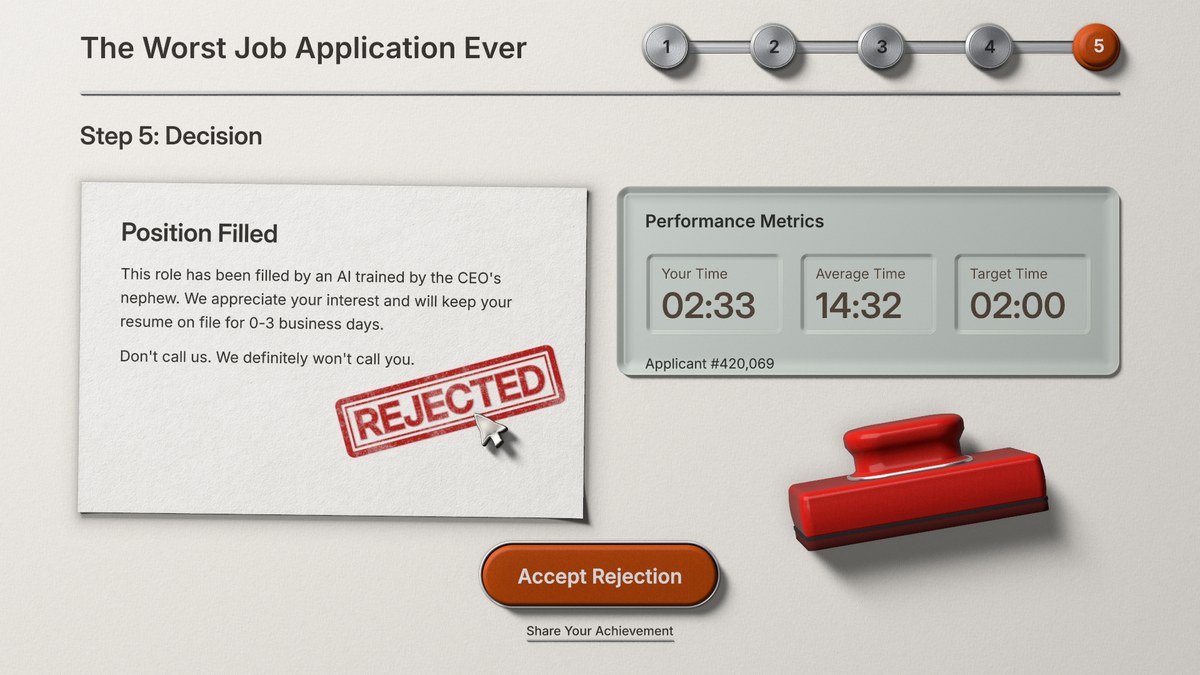 The Worst Job Application Ever
1
2
3
4
5
Step 5: Decision
Position Filled
This role has been filled by an AI trained by the CEO's
nephew. We appreciate your interest and will keep your
resume on file for 0-3 business days.
Don't call us. We definitely won't call you.
REJECTED
Performance Metrics
Your Time
02:33
Average Time
14:32
Target Time
02:00
Applicant #420,069
Accept Rejection
Share Your Achievement